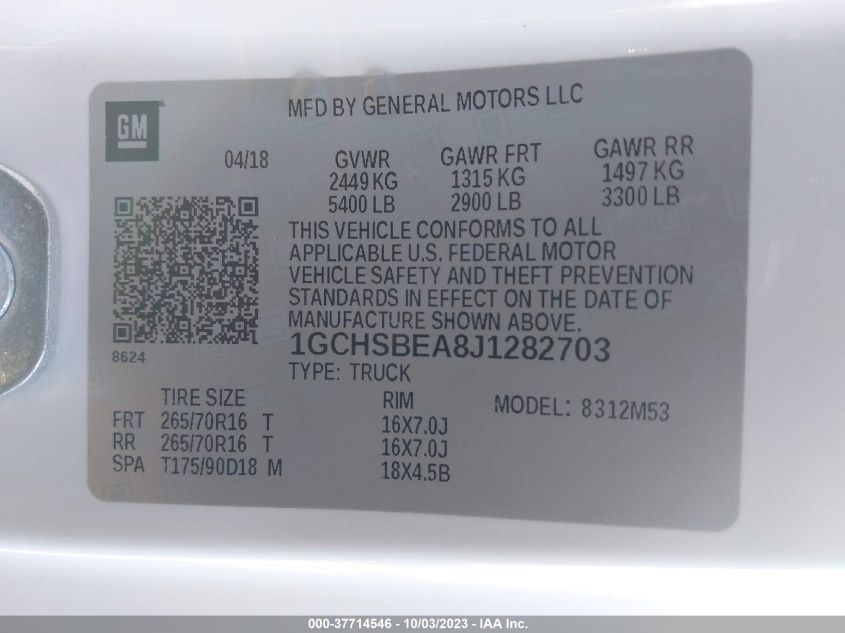 GM
MFD BY GENERAL MOTORS LLC
04/18 GVWR GAWR FRT GAWR RR
2449 KG 1315 KG 1497 KG
5400 LB 2900 LB 3300 LB
THIS VEHICLE CONFORMS TO ALL
APPLICABLE U.S. FEDERAL MOTOR
VEHICLE SAFETY AND THEFT PREVENTION
STANDARDS IN EFFECT ON THE DATE OF
MANUFACTURE SHOWN ABOVE.
1GCHSBEA8J1282703
8624
TYPE: TRUCK
TIRE SIZE RIM MODEL: 8312M53
FRT 265/70R16 T 16X7.0J
RR 265/70R16 T 16X7.0J
SPA T175/90D18 M 18X4.5B
000-37714546 - 10/03/2023 - IAA Inc.